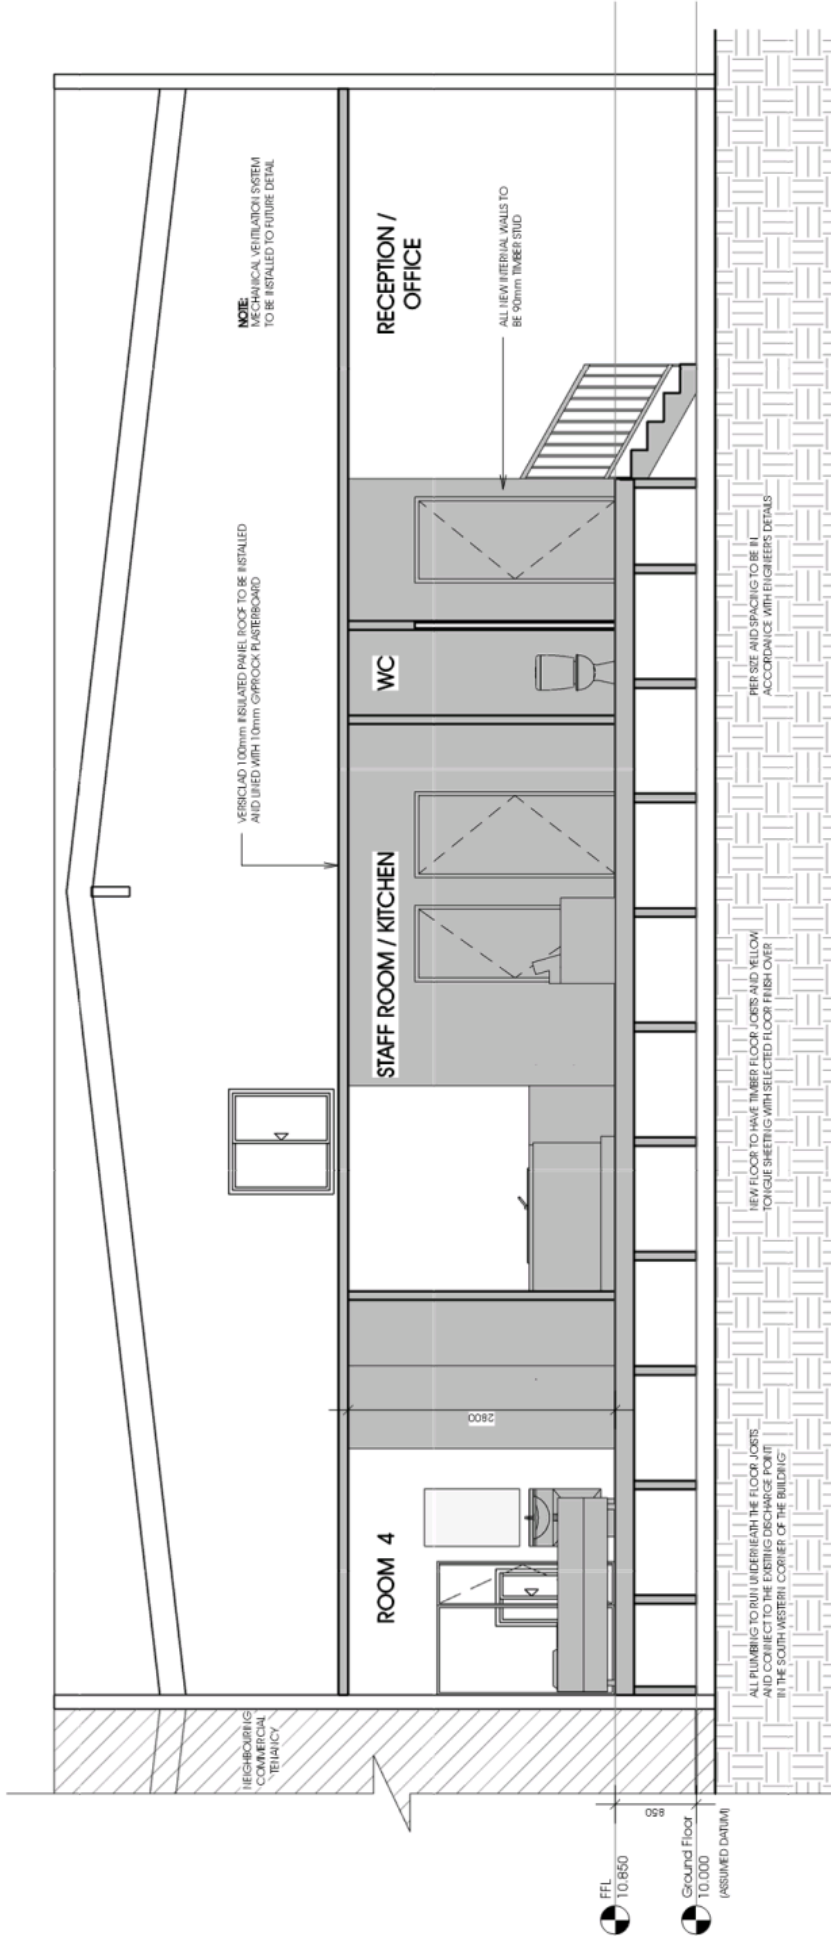 NEIGHBOURING
COMMERCIAL
TENANCY
VERSICLAD 100mm INSULATED PANEL ROOF TO BE INSTALLED
AND LINED WITH 10mm GYPROCK PLASTERBOARD
NOTE:
MECHANICAL VENTILATION SYSTEM
TO BE INSTALLED TO FUTURE DETAIL
ROOM 4
STAFF ROOM / KITCHEN
WC
RECEPTION /
OFFICE
2800
ALL NEW INTERNAL WALLS TO
BE 90mm TIMBER STUD
FFL
10.850
850
Ground Floor
10.000
(ASSUMED DATUM)
ALL PLUMBING TO RUN UNDERNEATH THE FLOOR JOISTS
AND CONNECT TO THE EXISTING DISCHARGE POINT
IN THE SOUTH WESTERN CORNER OF THE BUILDING
NEW FLOOR TO HAVE TIMBER FLOOR JOISTS AND YELLOW
TONGUE SHEETING WITH SELECTED FLOOR FINISH OVER
PIER SIZE AND SPACING TO BE IN
ACCORDANCE WITH ENGINEER'S DETAILS